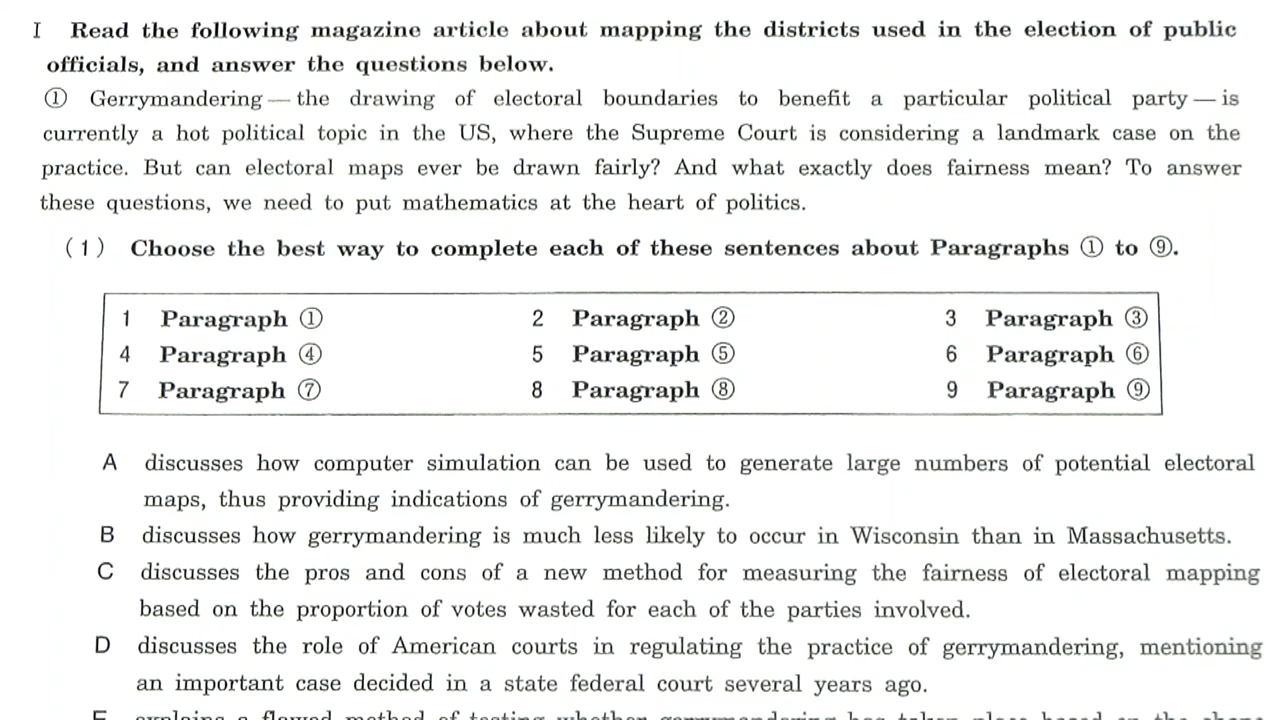 I Read the following magazine article about mapping the districts used in the election of public
officials, and answer the questions below.
① Gerrymandering — the drawing of electoral boundaries to benefit a particular political party — is
currently a hot political topic in the US, where the Supreme Court is considering a landmark case on the
practice. But can electoral maps ever be drawn fairly? And what exactly does fairness mean? To answer
these questions, we need to put mathematics at the heart of politics.
(1) Choose the best way to complete each of these sentences about Paragraphs ① to ⑨.
1 Paragraph ① 2 Paragraph ② 3 Paragraph ③
4 Paragraph ④ 5 Paragraph ⑤ 6 Paragraph ⑥
7 Paragraph ⑦ 8 Paragraph ⑧ 9 Paragraph ⑨
A discusses how computer simulation can be used to generate large numbers of potential electoral
maps, thus providing indications of gerrymandering.
B discusses how gerrymandering is much less likely to occur in Wisconsin than in Massachusetts.
C discusses the pros and cons of a new method for measuring the fairness of electoral mapping
based on the proportion of votes wasted for each of the parties involved.
D discusses the role of American courts in regulating the practice of gerrymandering, mentioning
an important case decided in a state federal court several years ago.